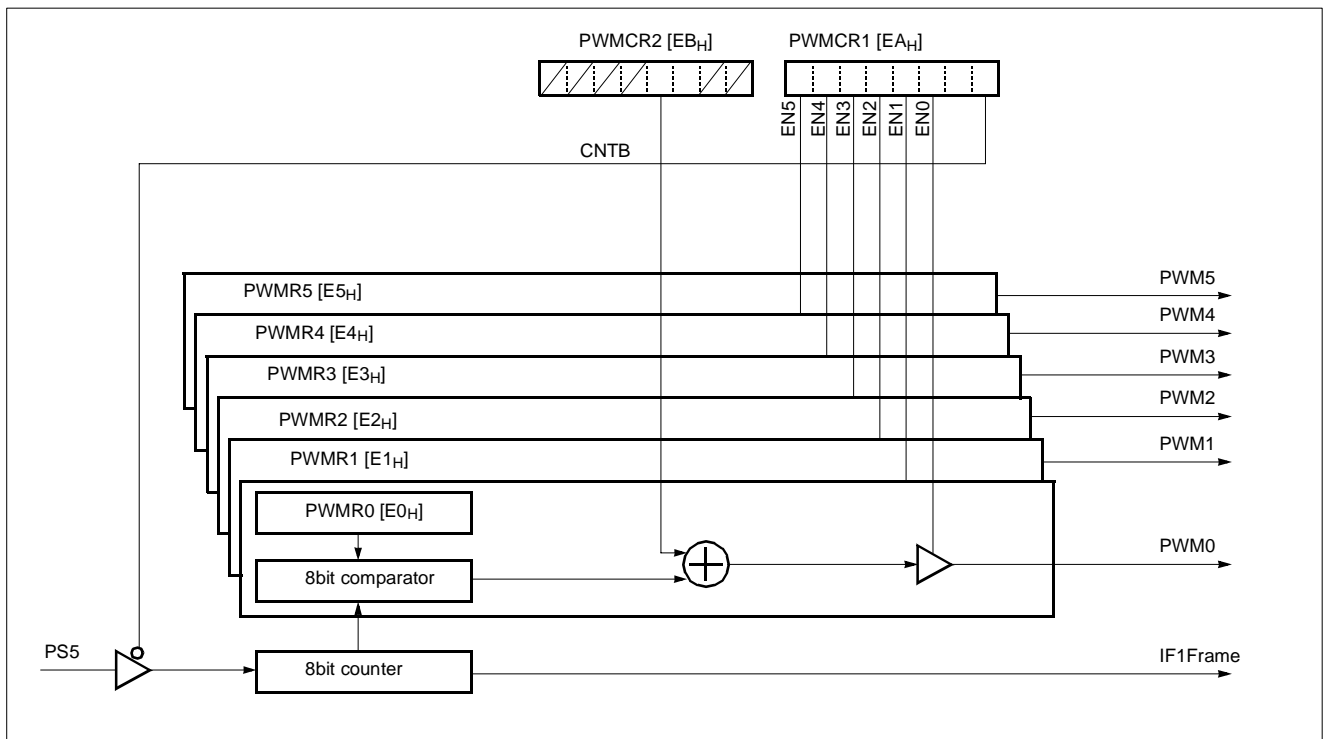 PWMCR2 [EBH]
PWMCR1 [EAH]
EN5
EN4
EN3
EN2
EN1
EN0
CNTB
PWMR5 [E5H]
PWM5
PWMR4 [E4H]
PWM4
PWMR3 [E3H]
PWM3
PWMR2 [E2H]
PWM2
PWMR1 [E1H]
PWM1
PWMR0 [E0H]
8bit comparator
PWM0
PS5
8bit counter
IF1Frame